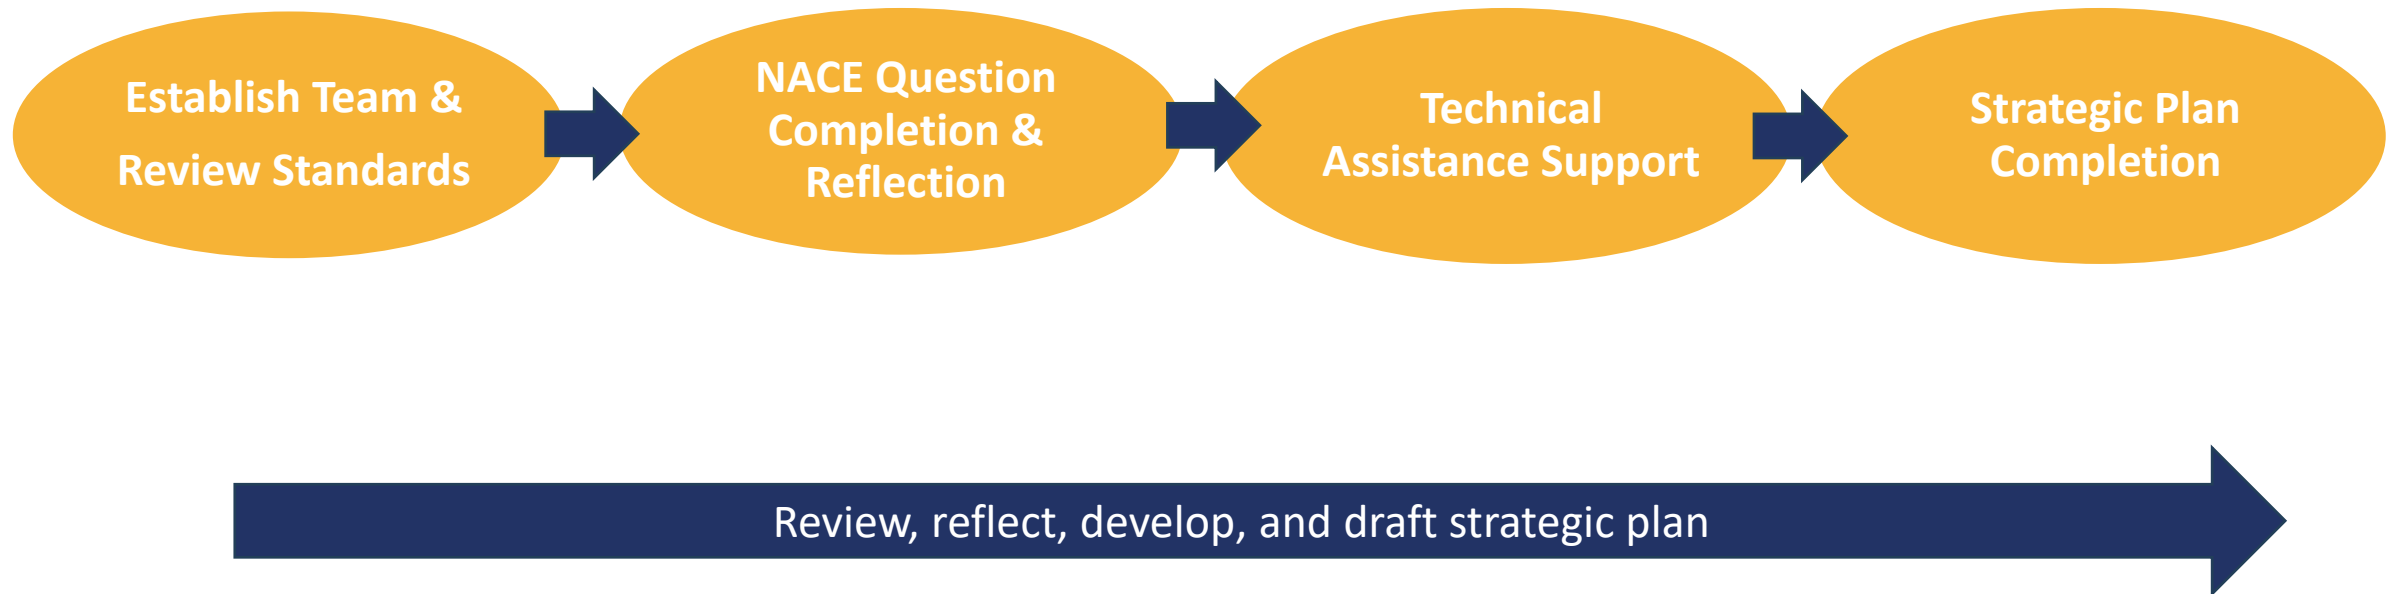 Establish Team &
Review Standards
NACE Question
Completion &
Reflection
Technical
Assistance Support
Strategic Plan
Completion
Review, reflect, develop, and draft strategic plan